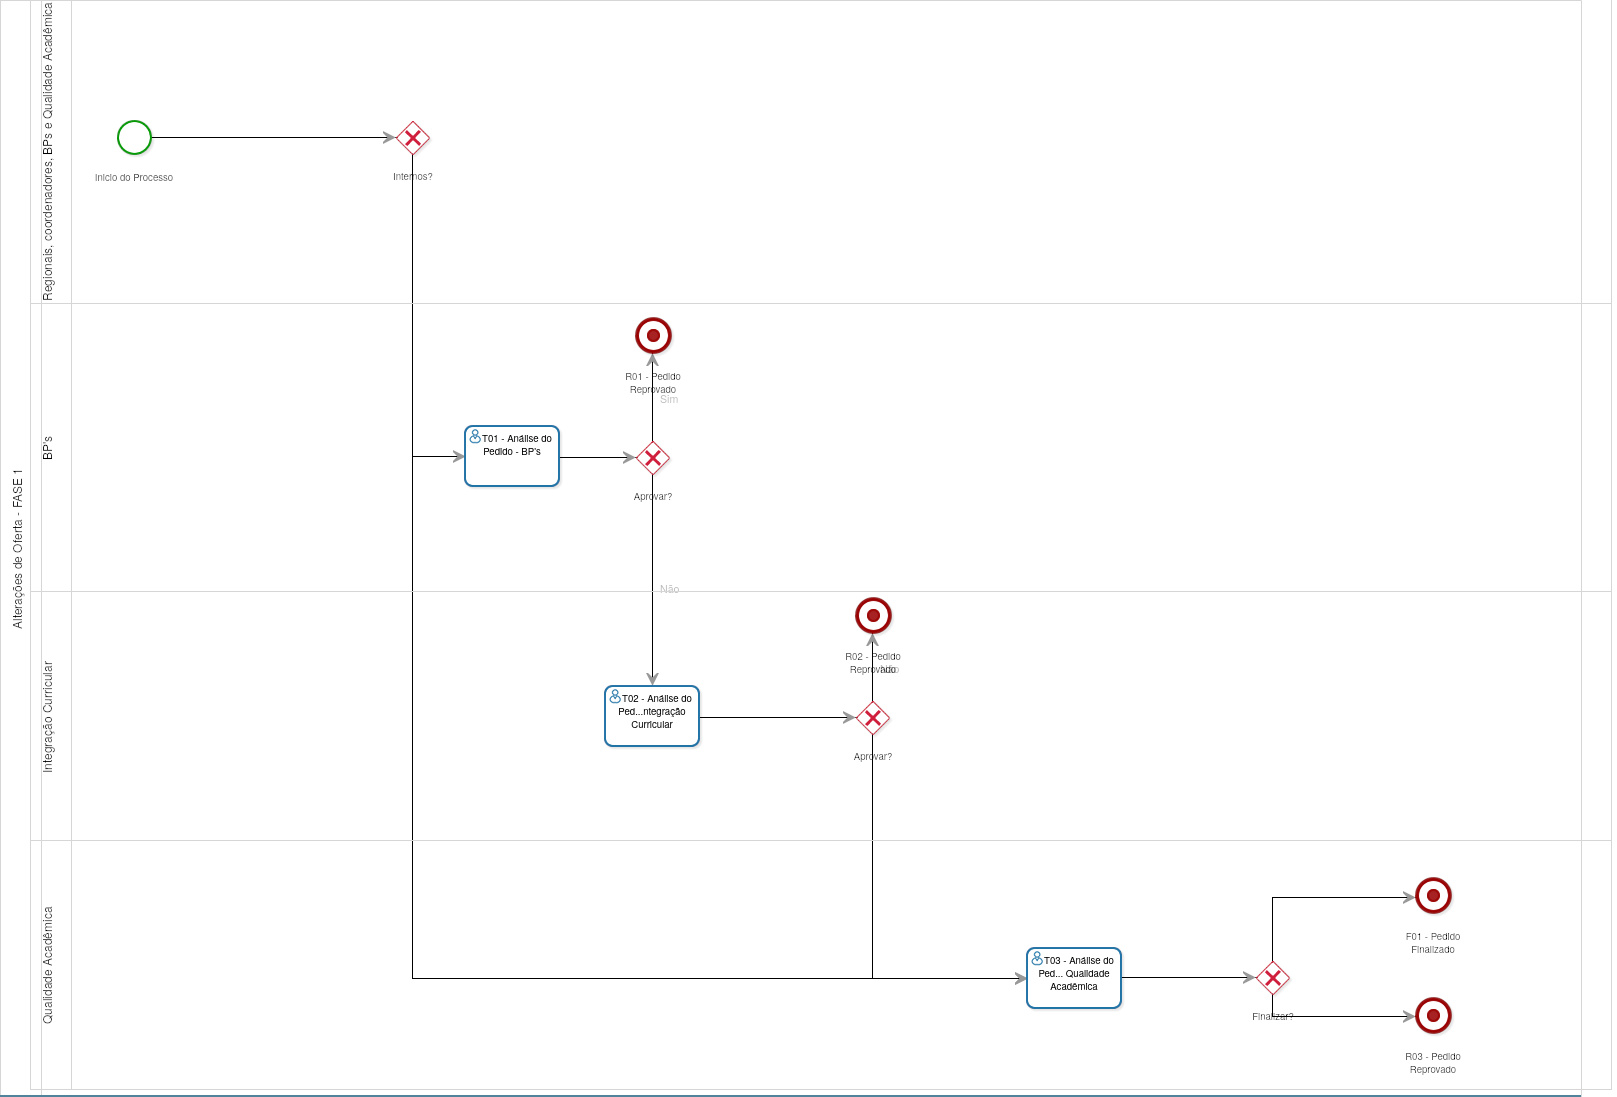 Alterações de Oferta - FASE 1
Regionais, coordenadores, BPs e Qualidade Acadêmica
Início do Processo
Internos?
BP's
R01 - Pedido
Reprovado
Sim
T01 - Análise do
Pedido - BP's
Aprovar?
Não
Integração Curricular
R02 - Pedido
Reprovado
Não
T02 - Análise do
Ped...ntegração
Curricular
Aprovar?
Qualidade Acadêmica
F01 - Pedido
Finalizado
T03 - Análise do
Ped... Qualidade
Acadêmica
Finalizar?
R03 - Pedido
Reprovado